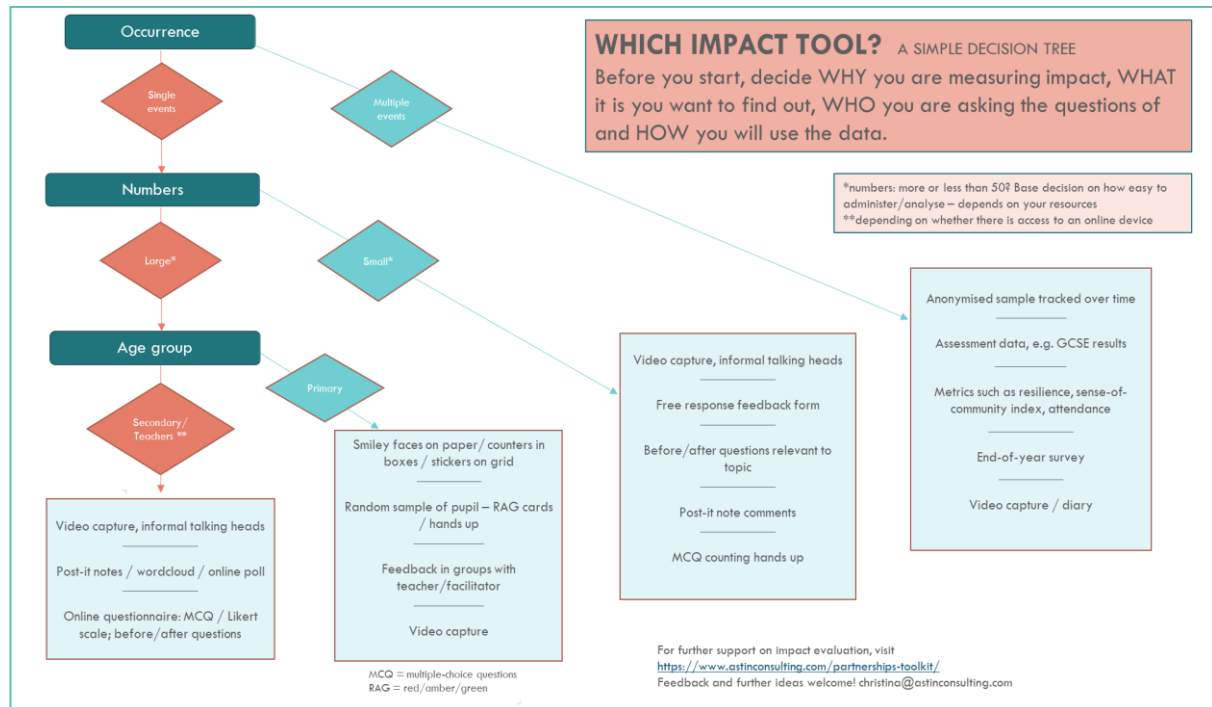 Occurrence
Single
events
Multiple
events
WHICH IMPACT TOOL? A SIMPLE DECISION TREE
Before you start, decide WHY you are measuring impact, WHAT
it is you want to find out, WHO you are asking the questions of
and HOW you will use the data.
*numbers: more or less than 50? Base decision on how easy to
administer/analyse – depends on your resources
**depending on whether there is access to an online device
Numbers
Large*
Small*
Age group
Secondary/
Teachers **
Primary
Video capture, informal talking heads
Post-it notes / wordcloud / online poll
Online questionnaire: MCQ / Likert
scale; before/after questions
Smiley faces on paper/ counters in
boxes / stickers on grid
Random sample of pupil – RAG cards
/ hands up
Feedback in groups with
teacher/facilitator
Video capture
MCQ = multiple-choice questions
RAG = red/amber/green
Video capture, informal talking heads
Free response feedback form
Before/after questions relevant to
topic
Post-it note comments
MCQ counting hands up
Anonymised sample tracked over time
Assessment data, e.g. GCSE results
Metrics such as resilience, sense-of-
community index, attendance
End-of-year survey
Video capture / diary
For further support on impact evaluation, visit
https://www.astinconsulting.com/partnerships-toolkit/
Feedback and further ideas welcome! christina@astinconsulting.com